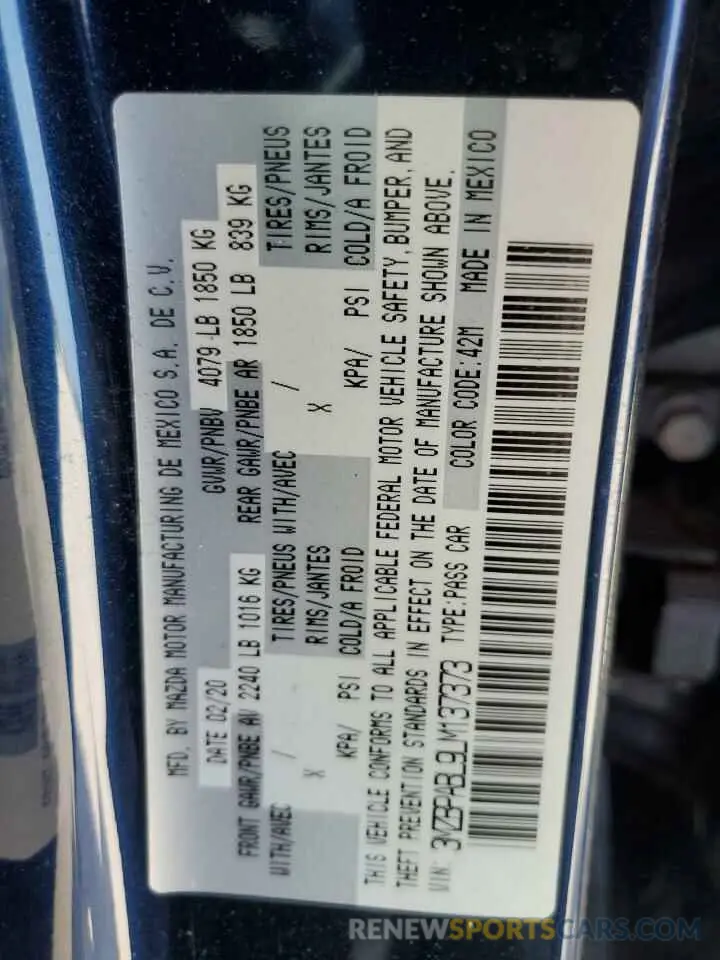 MFD. BY MAZDA MOTOR MANUFACTURING DE MEXICO S.A. DE C.V.
DATE 02/20 GVWR/PNBV 4079 LB 1850 KG
FRONT GAWR/PNBE AV 2240 LB 1016 KG REAR GAWR/PNBE AR 1850 LB 839 KG
WITH/AVEC / TIRES/PNEUS WITH/AVEC / TIRES/PNEUS
X RIMS/JANTES X RIMS/JANTES
KPA/ PSI COLD/A FROID KPA/ PSI COLD/A FROID
THIS VEHICLE CONFORMS TO ALL APPLICABLE FEDERAL MOTOR VEHICLE SAFETY, BUMPER, AND
THEFT PREVENTION STANDARDS IN EFFECT ON THE DATE OF MANUFACTURE SHOWN ABOVE.
VIN: 3MZBPABL9LM137373 TYPE:PASS CAR COLOR CODE:42M MADE IN MEXICO
RENEWSPORTSCARS.COM